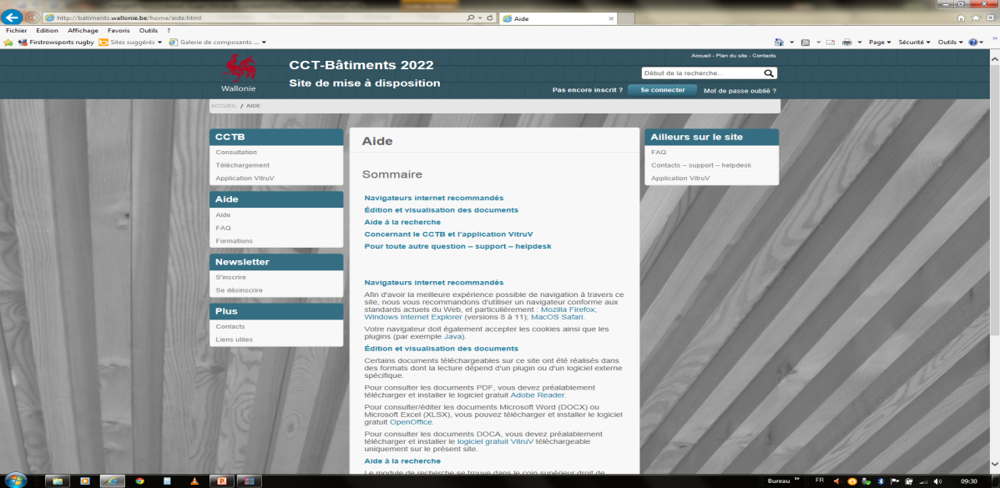 http://batiments.wallonie.be/home/aide.html
Aide
Fichier Edition Affichage Favoris Outils ?
Firstrowsports rugby Sites suggérés Galerie de composants ...
Page Sécurité Outils
Accueil - Plan du site - Contacts
CCT-Bâtiments 2022
Début de la recherche...
Site de mise à disposition
Wallonie
Pas encore inscrit ? Se connecter Mot de passe oublié ?
ACCUEIL / AIDE
CCTB
Consultation
Téléchargement
Application VitruV
Aide
Aide
FAQ
Formations
Newsletter
S'inscrire
Se désinscrire
Plus
Contacts
Liens utiles
Aide
Sommaire
Navigateurs internet recommandés
Édition et visualisation des documents
Aide à la recherche
Concernant le CCTB et l'application VitruV
Pour toute autre question – support – helpdesk
Navigateurs internet recommandés
Afin d'avoir la meilleure expérience possible de navigation à travers ce
site, nous vous recommandons d'utiliser un navigateur conforme aux
standards actuels du Web, et particulièrement : Mozilla Firefox;
Windows Internet Explorer (versions 8 à 11); MacOS Safari.
Votre navigateur doit également accepter les cookies ainsi que les
plugins (par exemple Java).
Édition et visualisation des documents
Certains documents téléchargeables sur ce site ont été réalisés dans
des formats dont la lecture dépend d'un plugin ou d'un logiciel externe
spécifique.
Pour consulter les documents PDF, vous devez préalablement
télécharger et installer le logiciel gratuit Adobe Reader.
Pour consulter/éditer les documents Microsoft Word (DOCX) ou
Microsoft Excel (XLSX), vous pouvez télécharger et installer le logiciel
gratuit OpenOffice.
Pour consulter les documents DOCA, vous devez préalablement
télécharger et installer le logiciel gratuit VitruV téléchargeable
uniquement sur le présent site.
Aide à la recherche
Le module de recherche se trouve dans le coin supérieur droit de
Ailleurs sur le site
FAQ
Contacts – support – helpdesk
Application VitruV
Bureau FR 09:30